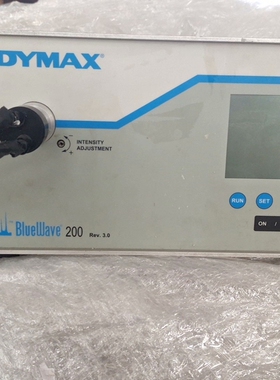 DYMAX®
INTENSITY
ADJUSTMENT
RUN SET
ON /
BlueWave® 200 Rev. 3.0